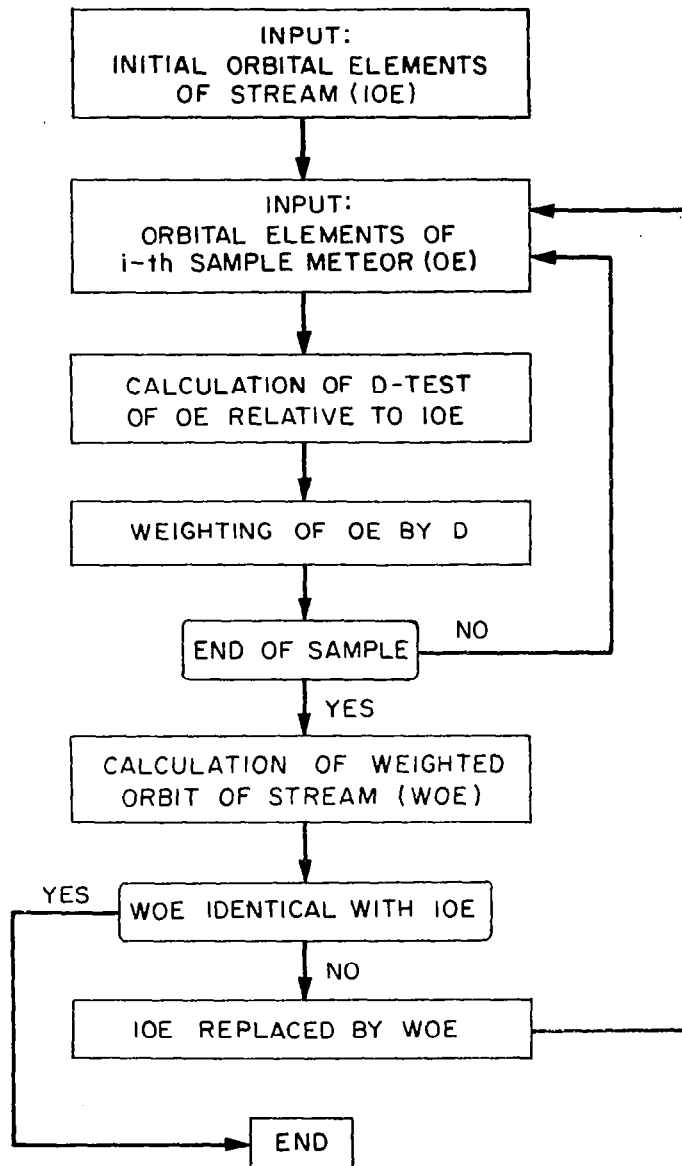 INPUT:
INITIAL ORBITAL ELEMENTS
OF STREAM (IOE)
INPUT:
ORBITAL ELEMENTS OF
i-th SAMPLE METEOR (OE)
CALCULATION OF D-TEST
OF OE RELATIVE TO IOE
WEIGHTING OF OE BY D
END OF SAMPLE
NO
YES
CALCULATION OF WEIGHTED
ORBIT OF STREAM (WOE)
YES
WOE IDENTICAL WITH IOE
NO
IOE REPLACED BY WOE
END